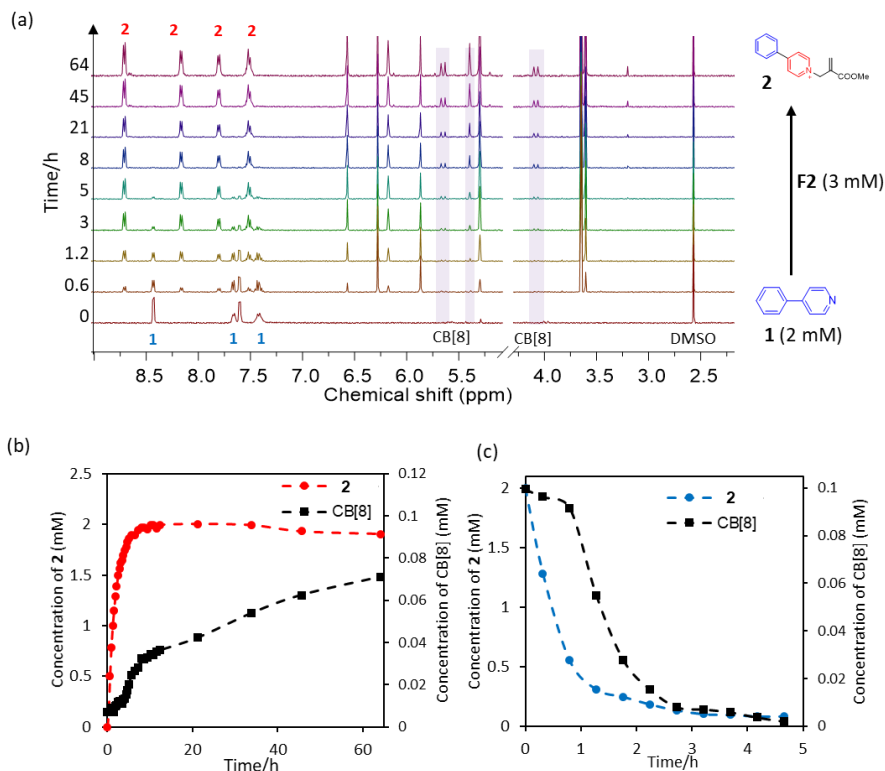 (a)
2 2 2 2
64
45
21
8
5
3
1.2
0.6
0
Time/h
1 1 1
CB[8] CB[8] DMSO
8.5 8.0 7.5 7.0 6.5 6.0 5.5 5.0 4.0 3.5 3.0 2.5
Chemical shift (ppm)
N
+
COOMe
2
F2 (3 mM)
N
1 (2 mM)
(b)
2.5
2
1.5
1
0.5
0
Concentration of 2 (mM)
2
CB[8]
0.12
0.1
0.08
0.06
0.04
0.02
0
Concentration of CB[8] (mM)
0 20 40 60
Time/h
(c)
2
1.5
1
0.5
0
Concentration of 2 (mM)
2
CB[8]
0.1
0.08
0.06
0.04
0.02
0
Concentration of CB[8] (mM)
0 1 2 3 4 5
Time/h